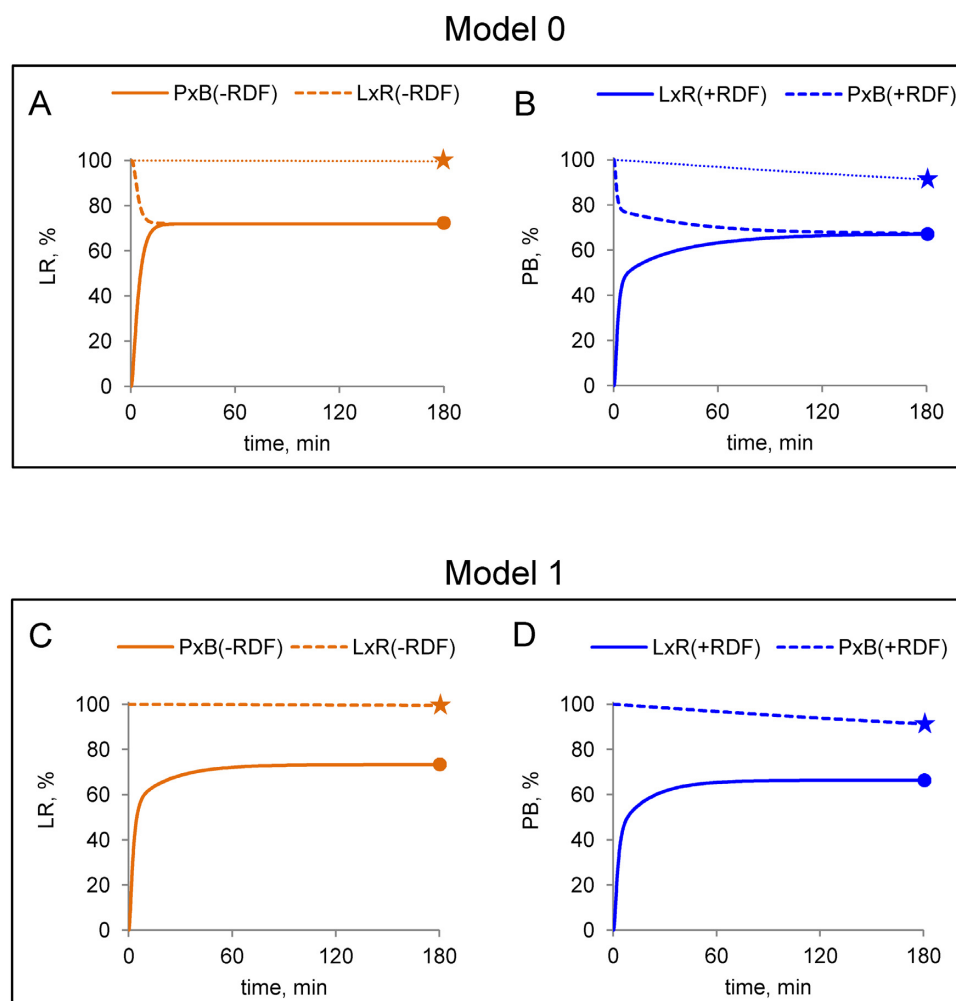 Model 0
A
PxB(-RDF) LxR(-RDF)
LR, %
100
80
60
40
20
0
0 60 120 180
time, min
B
LxR(+RDF) PxB(+RDF)
PB, %
100
80
60
40
20
0
0 60 120 180
time, min
Model 1
C
PxB(-RDF) LxR(-RDF)
LR, %
100
80
60
40
20
0
0 60 120 180
time, min
D
LxR(+RDF) PxB(+RDF)
PB, %
100
80
60
40
20
0
0 60 120 180
time, min